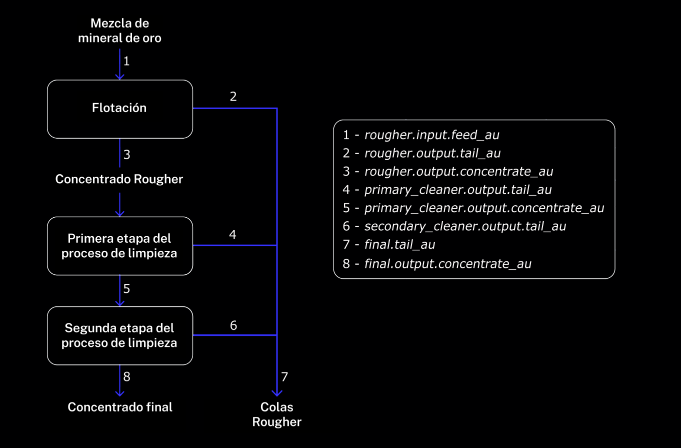 Mezcla de
mineral de oro
1
Flotación
2
3
Concentrado Rougher
Primera etapa del
proceso de limpieza
4
5
Segunda etapa del
proceso de limpieza
6
8
7
Concentrado final
Colas
Rougher
1 - rougher.input.feed_au
2 - rougher.output.tail_au
3 - rougher.output.concentrate_au
4 - primary_cleaner.output.tail_au
5 - primary_cleaner.output.concentrate_au
6 - secondary_cleaner.output.tail_au
7 - final.tail_au
8 - final.output.concentrate_au